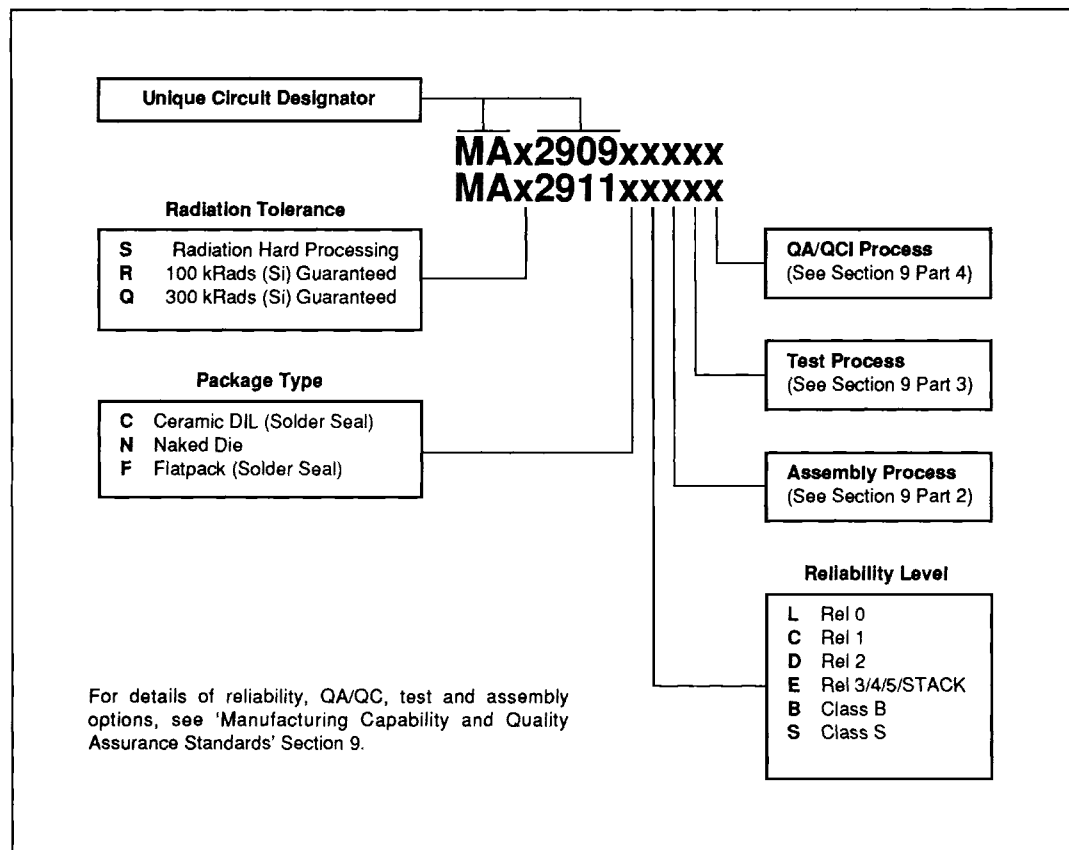 Unique Circuit Designator
MAx2909xxxxx
MAx2911xxxxx
Radiation Tolerance
S Radiation Hard Processing
R 100 kRads (Si) Guaranteed
Q 300 kRads (Si) Guaranteed
Package Type
C Ceramic DIL (Solder Seal)
N Naked Die
F Flatpack (Solder Seal)
QA/QCI Process
(See Section 9 Part 4)
Test Process
(See Section 9 Part 3)
Assembly Process
(See Section 9 Part 2)
Reliability Level
L Rel 0
C Rel 1
D Rel 2
E Rel 3/4/5/STACK
B Class B
S Class S
For details of reliability, QA/QC, test and assembly
options, see 'Manufacturing Capability and Quality
Assurance Standards' Section 9.